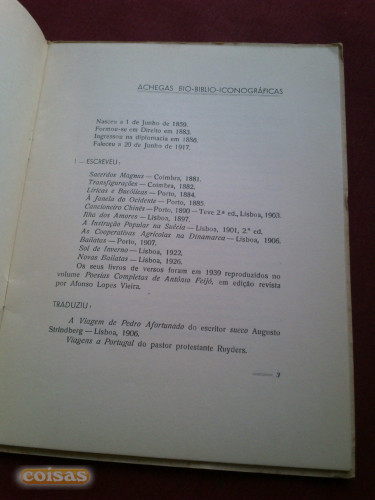 ACHEGAS BIO-BIBLIO-ICONOGRÁFICAS
Nasceu a 1 de Junho de 1859.
Formou-se em Direito em 1883.
Ingressou na diplomacia em 1886.
Faleceu a 20 de Junho de 1917.
I — ESCREVEU:
Sacerdos Magnus — Coimbra, 1881.
Transfigurações — Coimbra, 1882.
Líricas e Bucólicas — Porto, 1884.
À Janela do Ocidente — Porto, 1885.
Cancioneiro Chinês — Porto, 1890 — Teve 2.ª ed., Lisboa, 1903.
Ilha dos Amores — Lisboa, 1897.
A Instrução Popular na Suécia — Lisboa, 1901, 2.ª ed.
As Cooperativas Agrícolas na Dinamarca — Lisboa, 1906.
Bailatas — Porto, 1907.
Sol de Inverno — Lisboa, 1922.
Novas Bailatas — Lisboa, 1926.
Os seus livros de versos foram em 1939 reproduzidos no
volume Poesias Completas de António Feijó, em edição revista
por Afonso Lopes Vieira.
TRADUZIU:
A Viagem de Pedro Afortunado do escritor sueco Augusto
Strindberg — Lisboa, 1906.
Viagens a Portugal do pastor protestante Ruyders.
3
coisas